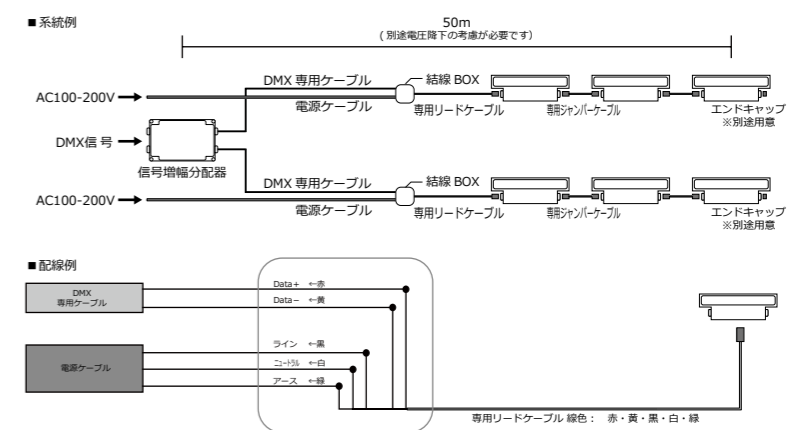 ■系統例
50m
( 別途電圧降下の考慮が必要です)
DMX 専用ケーブル
結線 BOX
AC100-200V
電源ケーブル
専用リードケーブル
専用ジャンパーケーブル
エンドキャップ
※別途用意
DMX信号
信号増幅分配器
DMX 専用ケーブル
結線 BOX
AC100-200V
電源ケーブル
専用リードケーブル
専用ジャンパーケーブル
エンドキャップ
※別途用意
■配線例
DMX
専用ケーブル
Data+ ←赤
Data− ←黄
電源ケーブル
ライン ←黒
ニュートラル ←白
アース ←緑
専用リードケーブル 線色： 赤・黄・黒・白・緑